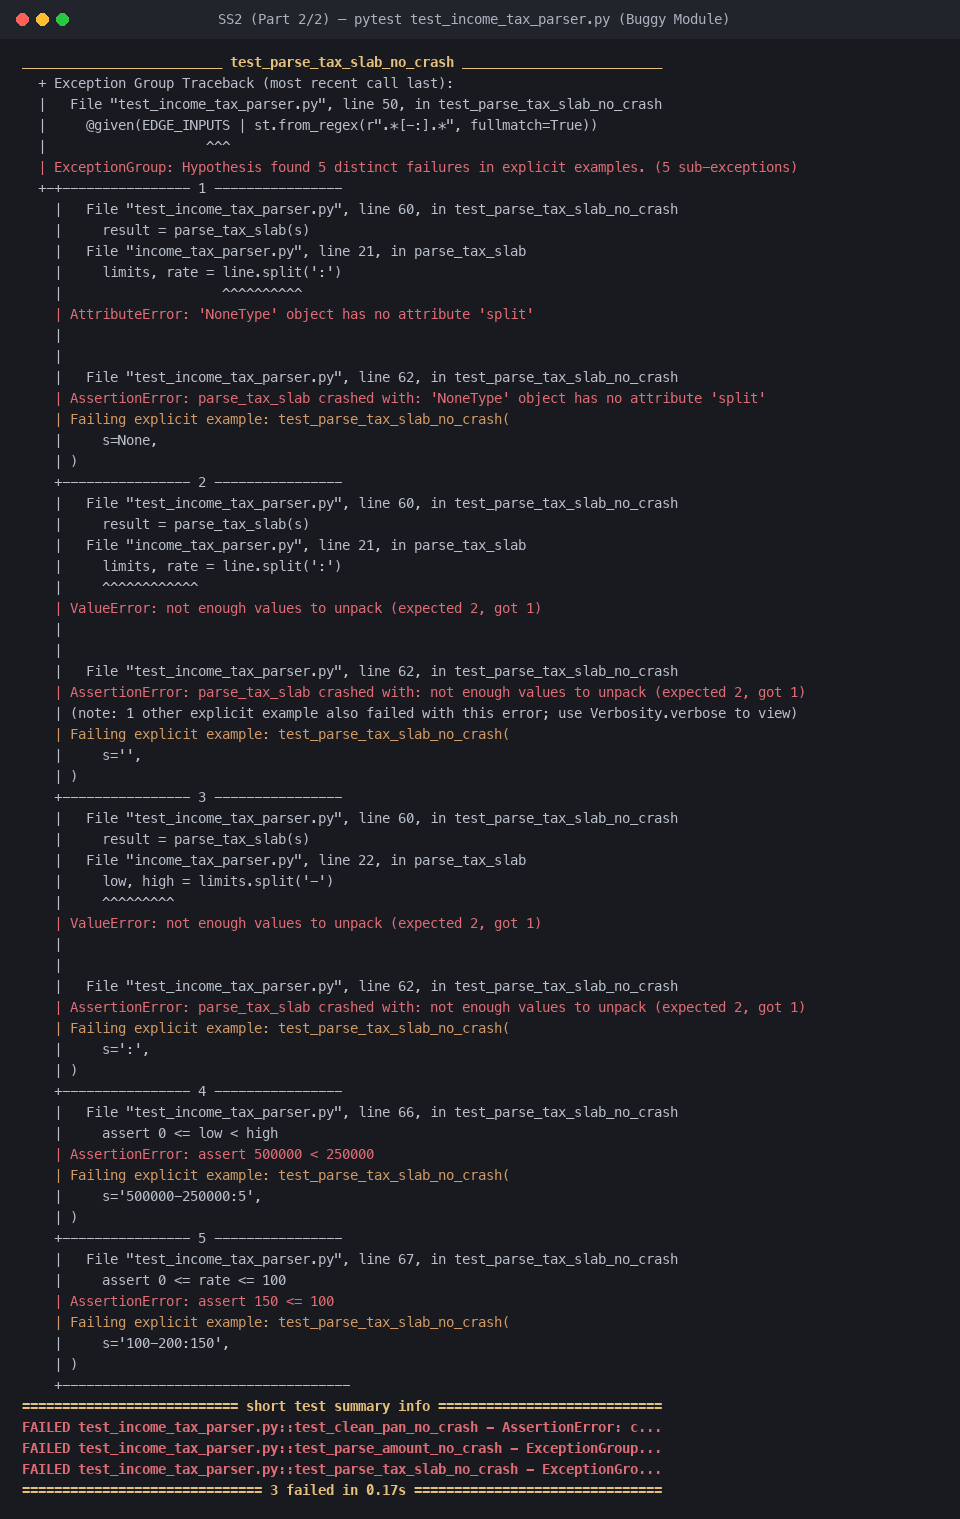 SS2 (Part 2/2) — pytest test_income_tax_parser.py (Buggy Module)
_________________________ test_parse_tax_slab_no_crash _________________________
  + Exception Group Traceback (most recent call last):
  |   File "test_income_tax_parser.py", line 50, in test_parse_tax_slab_no_crash
  |     @given(EDGE_INPUTS | st.from_regex(r".*[-:].*", fullmatch=True))
  |                    ^^^
  | ExceptionGroup: Hypothesis found 5 distinct failures in explicit examples. (5 sub-exceptions)
  +-+---------------- 1 ----------------
    |   File "test_income_tax_parser.py", line 60, in test_parse_tax_slab_no_crash
    |     result = parse_tax_slab(s)
    |   File "income_tax_parser.py", line 21, in parse_tax_slab
    |     limits, rate = line.split(':')
    |                    ^^^^^^^^^^
    | AttributeError: 'NoneType' object has no attribute 'split'
    |
    |
    |   File "test_income_tax_parser.py", line 62, in test_parse_tax_slab_no_crash
    | AssertionError: parse_tax_slab crashed with: 'NoneType' object has no attribute 'split'
    | Failing explicit example: test_parse_tax_slab_no_crash(
    |     s=None,
    | )
    +---------------- 2 ----------------
    |   File "test_income_tax_parser.py", line 60, in test_parse_tax_slab_no_crash
    |     result = parse_tax_slab(s)
    |   File "income_tax_parser.py", line 21, in parse_tax_slab
    |     limits, rate = line.split(':')
    |     ^^^^^^^^^^^^
    | ValueError: not enough values to unpack (expected 2, got 1)
    |
    |
    |   File "test_income_tax_parser.py", line 62, in test_parse_tax_slab_no_crash
    | AssertionError: parse_tax_slab crashed with: not enough values to unpack (expected 2, got 1)
    | (note: 1 other explicit example also failed with this error; use Verbosity.verbose to view)
    | Failing explicit example: test_parse_tax_slab_no_crash(
    |     s='',
    | )
    +---------------- 3 ----------------
    |   File "test_income_tax_parser.py", line 60, in test_parse_tax_slab_no_crash
    |     result = parse_tax_slab(s)
    |   File "income_tax_parser.py", line 22, in parse_tax_slab
    |     low, high = limits.split('-')
    |     ^^^^^^^^^
    | ValueError: not enough values to unpack (expected 2, got 1)
    |
    |
    |   File "test_income_tax_parser.py", line 62, in test_parse_tax_slab_no_crash
    | AssertionError: parse_tax_slab crashed with: not enough values to unpack (expected 2, got 1)
    | Failing explicit example: test_parse_tax_slab_no_crash(
    |     s=':',
    | )
    +---------------- 4 ----------------
    |   File "test_income_tax_parser.py", line 66, in test_parse_tax_slab_no_crash
    |     assert 0 <= low < high
    | AssertionError: assert 500000 < 250000
    | Failing explicit example: test_parse_tax_slab_no_crash(
    |     s='500000-250000:5',
    | )
    +---------------- 5 ----------------
    |   File "test_income_tax_parser.py", line 67, in test_parse_tax_slab_no_crash
    |     assert 0 <= rate <= 100
    | AssertionError: assert 150 <= 100
    | Failing explicit example: test_parse_tax_slab_no_crash(
    |     s='100-200:150',
    | )
    +------------------------------------
=========================== short test summary info ============================
FAILED test_income_tax_parser.py::test_clean_pan_no_crash - AssertionError: c...
FAILED test_income_tax_parser.py::test_parse_amount_no_crash - ExceptionGroup...
FAILED test_income_tax_parser.py::test_parse_tax_slab_no_crash - ExceptionGro...
============================== 3 failed in 0.17s ===============================